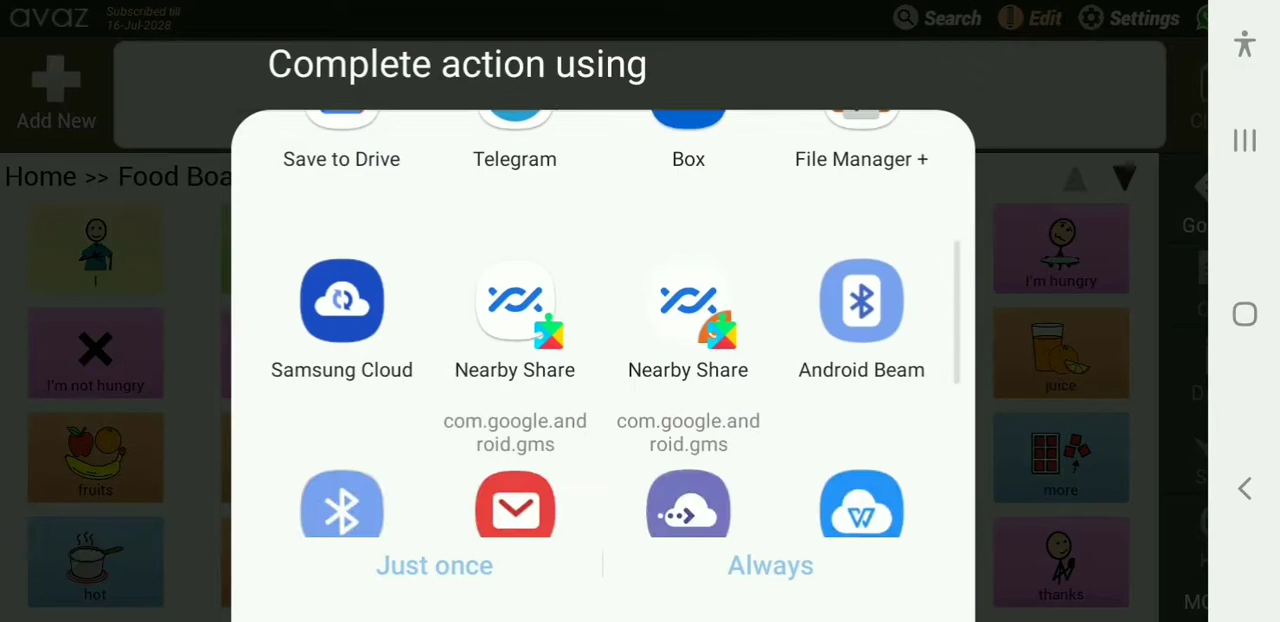 avaz
Subscribed till
16-Jul-2028
Search
Edit
Settings
Add New
Complete action using
Home >> Food Boa
Save to Drive
Telegram
Box
File Manager +
Samsung Cloud
Nearby Share
Nearby Share
Android Beam
com.google.and
roid.gms
com.google.and
roid.gms
Just once
Always
I
I'm not hungry
fruits
hot
I'm hungry
juice
more
thanks
Go